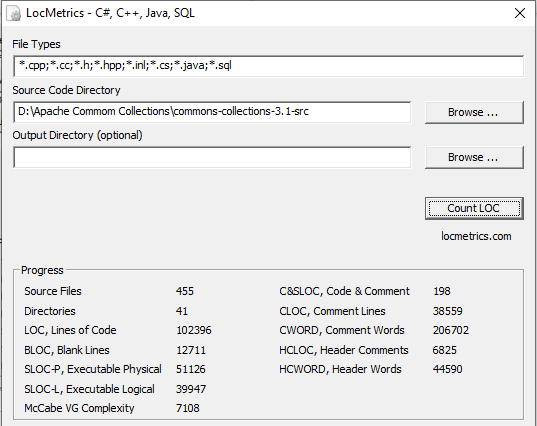 LocMetrics - C#, C++, Java, SQL
File Types
*.cpp;*.cc;*.h;*.hpp;*.inl;*.cs;*.java;*.sql
Source Code Directory
D:\Apache Commom Collections\commons-collections-3.1-src
Browse ...
Output Directory (optional)
Browse ...
Count LOC
locmetrics.com
Progress
Source Files 455 C&SLOC, Code & Comment 198
Directories 41 CLOC, Comment Lines 38559
LOC, Lines of Code 102396 CWORD, Comment Words 206702
BLOC, Blank Lines 12711 HCLOC, Header Comments 6825
SLOC-P, Executable Physical 51126 HCWORD, Header Words 44590
SLOC-L, Executable Logical 39947
McCabe VG Complexity 7108